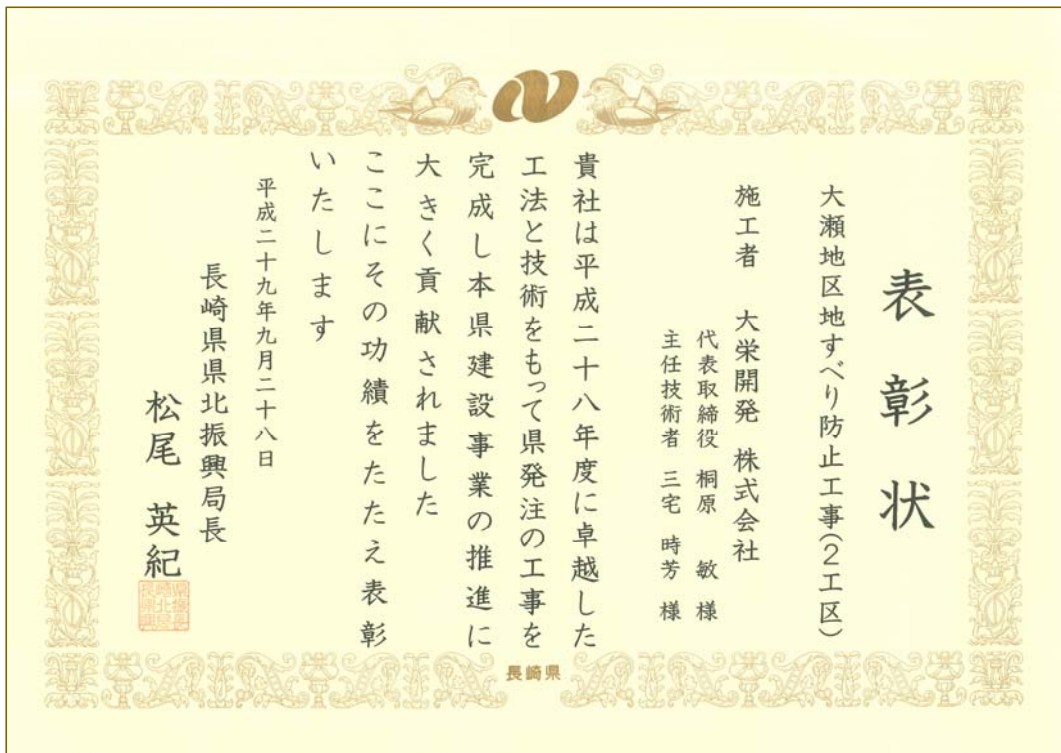 表彰状
大瀬地区地すべり防止工事(2工区)
施工者 大栄開発 株式会社
代表取締役 桐原 敏 様
主任技術者 三宅 時芳 様
貴社は平成二十八年度に卓越した
工法と技術をもって県発注の工事を
完成し本県建設事業の推進に
大きく貢献されました
ここにその功績をたたえ表彰
いたします
平成二十九年九月二十八日
長崎県県北振興局長
松尾 英紀
長崎県